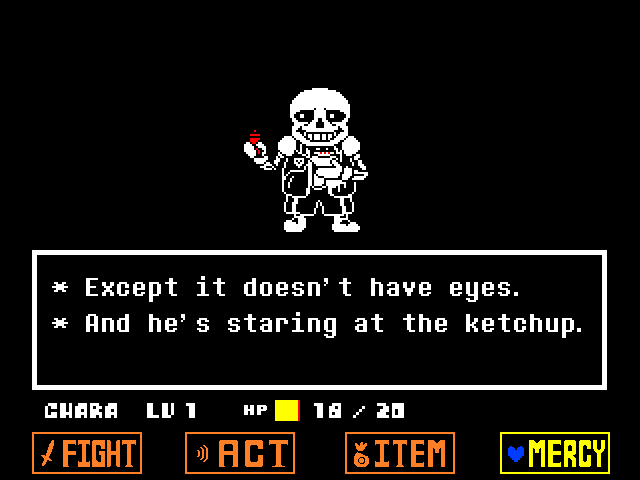 * Except it doesn't have eyes.
* And he's staring at the ketchup.
CHARA LV 1 HP 18 / 20
FIGHT ACT ITEM MERCY